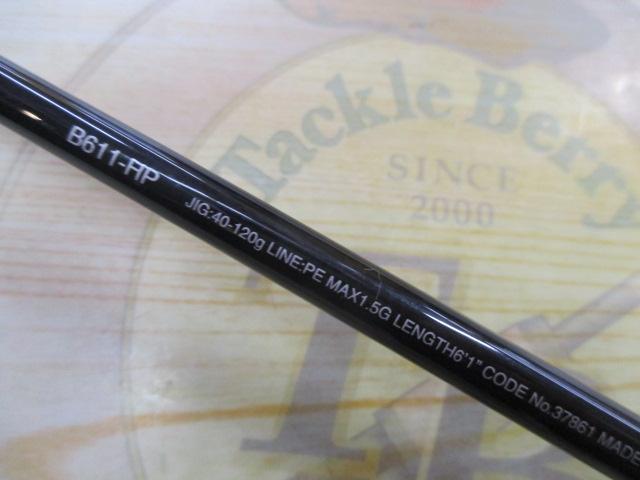 Tackle Berry
SINCE
2000
TB
B611-HP
JIG:40-120g LINE:PE MAX1.5G LENGTH6'1" CODE No.37861 MADE